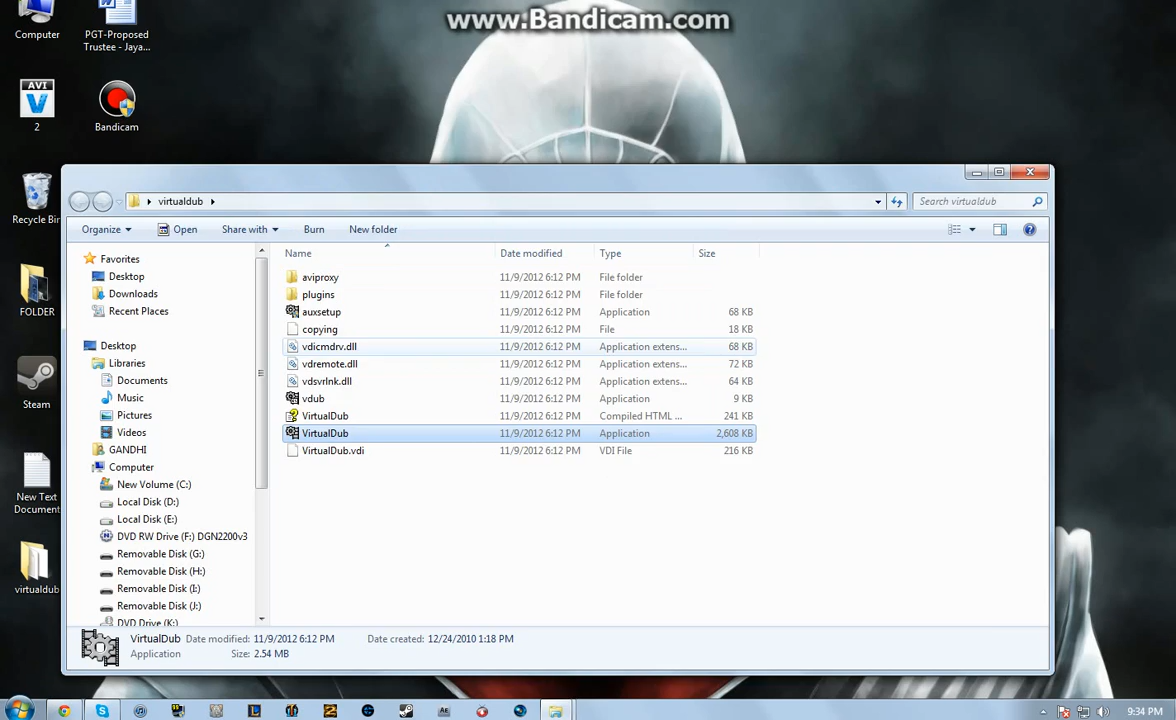 www.Bandicam.com
Computer
PGT-Proposed
Trustee - Jaya...
AVI
2
Bandicam
Recycle Bin
FOLDER
Steam
New Text
Document
virtualdub
virtualdub
Search virtualdub
Organize Open Share with Burn New folder
Name Date modified Type Size
aviproxy 11/9/2012 6:12 PM File folder
plugins 11/9/2012 6:12 PM File folder
auxsetup 11/9/2012 6:12 PM Application 68 KB
copying 11/9/2012 6:12 PM File 18 KB
vdicmdrv.dll 11/9/2012 6:12 PM Application extens... 68 KB
vdremote.dll 11/9/2012 6:12 PM Application extens... 72 KB
vdsvrlnk.dll 11/9/2012 6:12 PM Application extens... 64 KB
vdub 11/9/2012 6:12 PM Application 9 KB
VirtualDub 11/9/2012 6:12 PM Compiled HTML ... 241 KB
VirtualDub 11/9/2012 6:12 PM Application 2,608 KB
VirtualDub.vdi 11/9/2012 6:12 PM VDI File 216 KB
Favorites
Desktop
Downloads
Recent Places
Desktop
Libraries
Documents
Music
Pictures
Videos
GANDHI
Computer
New Volume (C:)
Local Disk (D:)
Local Disk (E:)
DVD RW Drive (F:) DGN2200v3
Removable Disk (G:)
Removable Disk (H:)
Removable Disk (I:)
Removable Disk (J:)
DVD Drive (K:)
VirtualDub Date modified: 11/9/2012 6:12 PM Date created: 12/24/2010 1:18 PM
Application Size: 2.54 MB
9:34 PM